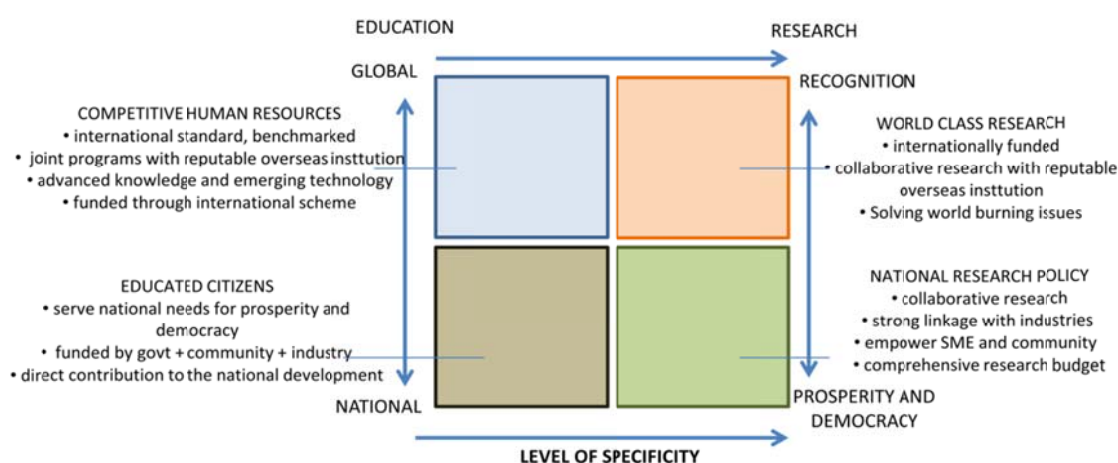 EDUCATION
RESEARCH
GLOBAL
RECOGNITION
COMPETITIVE HUMAN RESOURCES
• international standard, benchmarked
• joint programs with reputable overseas insttution
• advanced knowledge and emerging technology
• funded through international scheme
WORLD CLASS RESEARCH
• internationally funded
• collaborative research with reputable
overseas insttution
• Solving world burning issues
EDUCATED CITIZENS
• serve national needs for prosperity and
democracy
• funded by govt + community + industry
• direct contribution to the national development
NATIONAL RESEARCH POLICY
• collaborative research
• strong linkage with industries
• empower SME and community
• comprehensive research budget
NATIONAL
PROSPERITY AND
DEMOCRACY
LEVEL OF SPECIFICITY